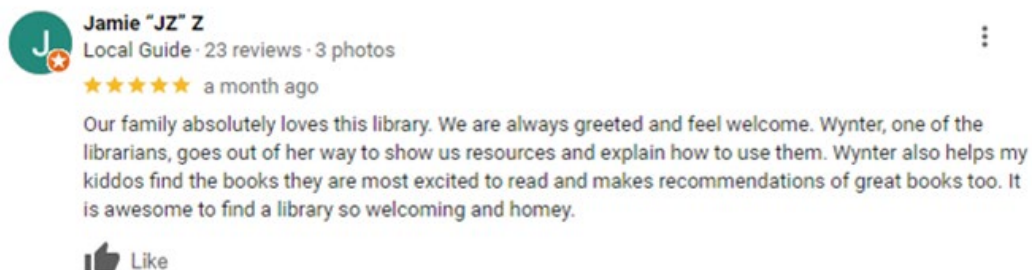 J
Jamie "JZ" Z
Local Guide · 23 reviews · 3 photos
a month ago
Our family absolutely loves this library. We are always greeted and feel welcome. Wynter, one of the
librarians, goes out of her way to show us resources and explain how to use them. Wynter also helps my
kiddos find the books they are most excited to read and makes recommendations of great books too. It
is awesome to find a library so welcoming and homey.
Like